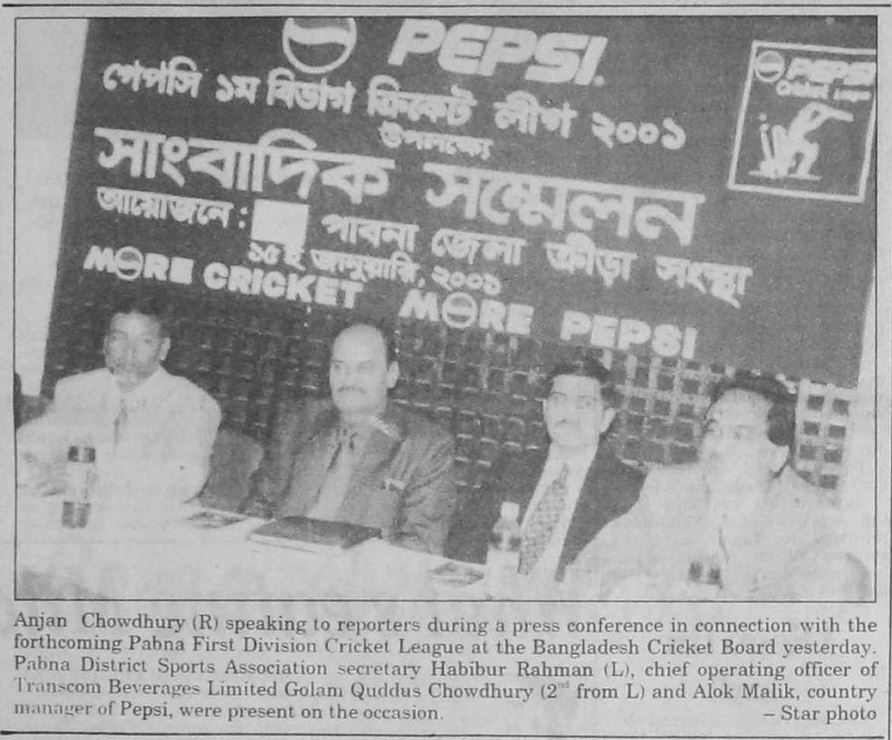 PEPSI
পেপসি ১ম বিভাগ ক্রিকেট লীগ ২০০১
উপলক্ষ্যে
সাংবাদিক সম্মেলন
আয়োজনে : পাবনা জেলা ক্রীড়া সংস্থা
১৫ই জানুয়ারি, ২০০১
MORE CRICKET MORE PEPSI
PEPSI
Cricket League
Anjan Chowdhury (R) speaking to reporters during a press conference in connection with the
forthcoming Pabna First Division Cricket League at the Bangladesh Cricket Board yesterday.
Pabna District Sports Association secretary Habibur Rahman (L), chief operating officer of
Transcom Beverages Limited Golam Quddus Chowdhury (2nd from L) and Alok Malik, country
manager of Pepsi, were present on the occasion. – Star photo